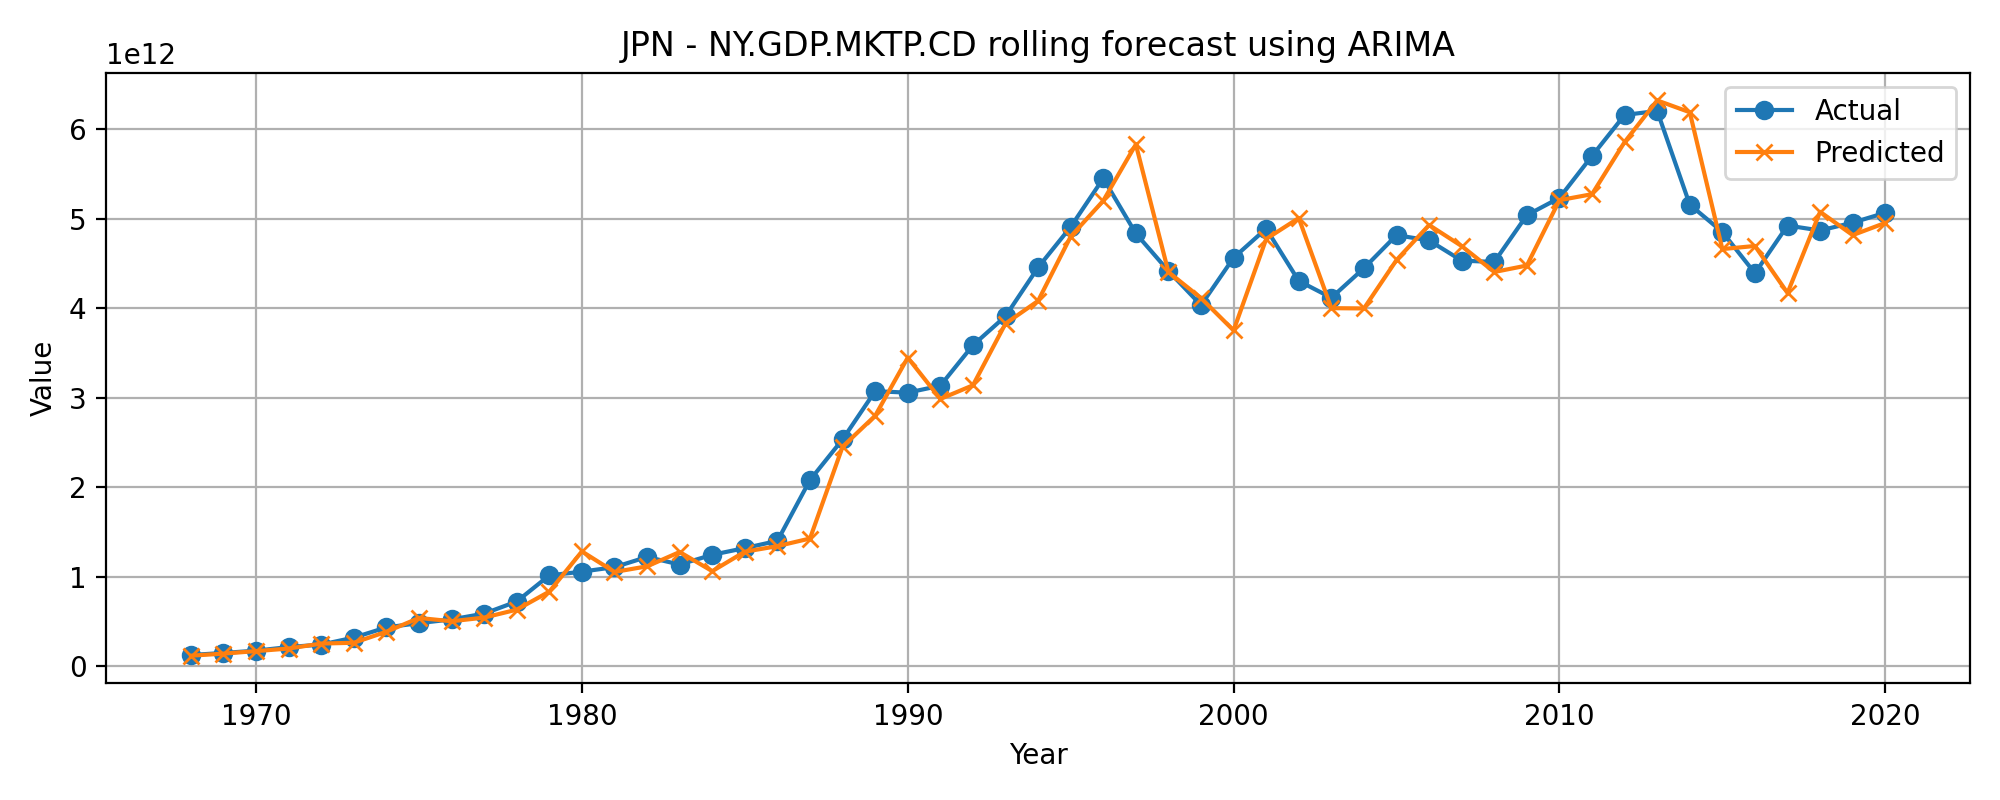 JPN - NY.GDP.MKTP.CD rolling forecast using ARIMA
1e12
Actual
Predicted
6
5
4
3
2
1
0
Value
1970 1980 1990 2000 2010 2020
Year